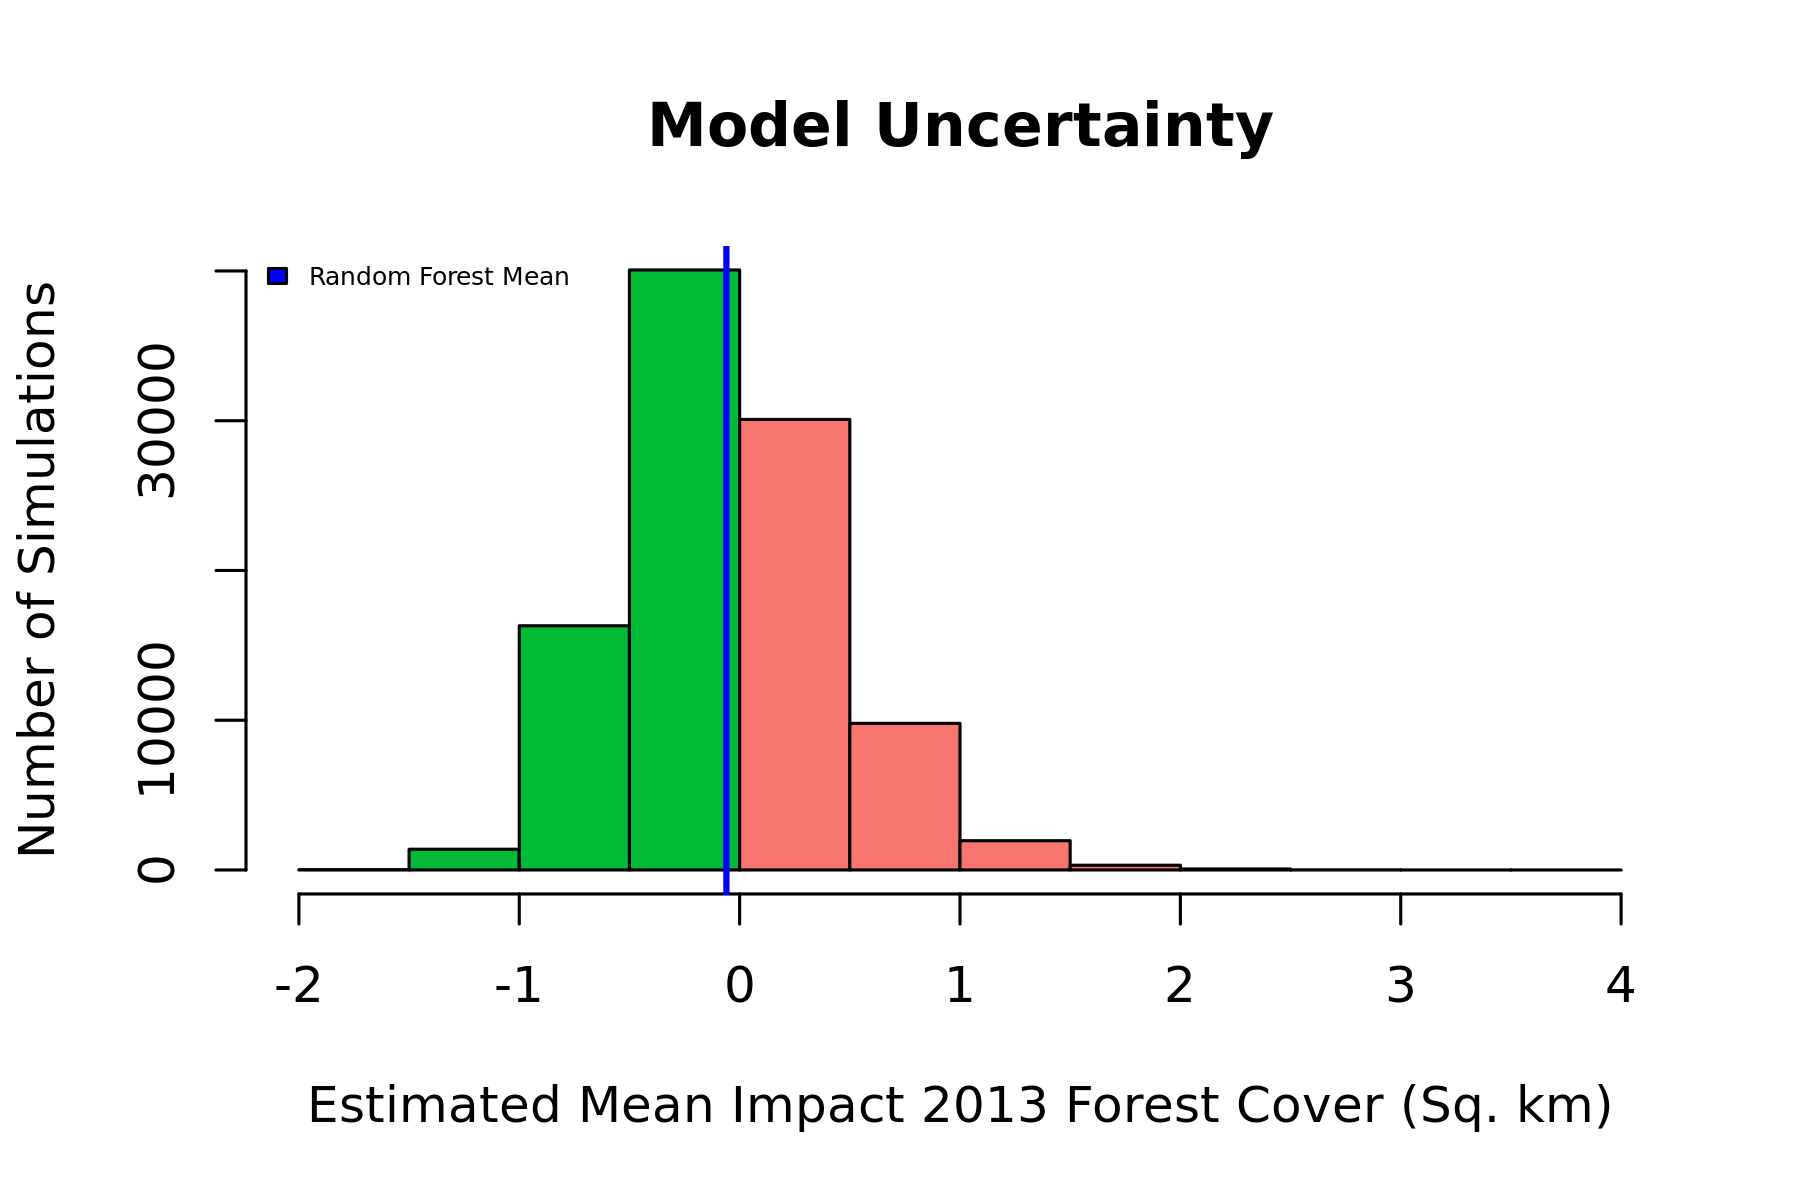 Model Uncertainty
Random Forest Mean
Number of Simulations
30000
10000
0
-2 -1 0 1 2 3 4
Estimated Mean Impact 2013 Forest Cover (Sq. km)